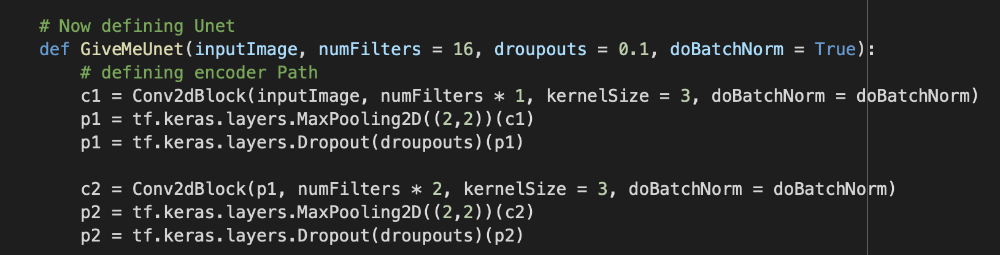 # Now defining Unet
def GiveMeUnet(inputImage, numFilters = 16, droupouts = 0.1, doBatchNorm = True):
    # defining encoder Path
    c1 = Conv2dBlock(inputImage, numFilters * 1, kernelSize = 3, doBatchNorm = doBatchNorm)
    p1 = tf.keras.layers.MaxPooling2D((2,2))(c1)
    p1 = tf.keras.layers.Dropout(droupouts)(p1)

    c2 = Conv2dBlock(p1, numFilters * 2, kernelSize = 3, doBatchNorm = doBatchNorm)
    p2 = tf.keras.layers.MaxPooling2D((2,2))(c2)
    p2 = tf.keras.layers.Dropout(droupouts)(p2)